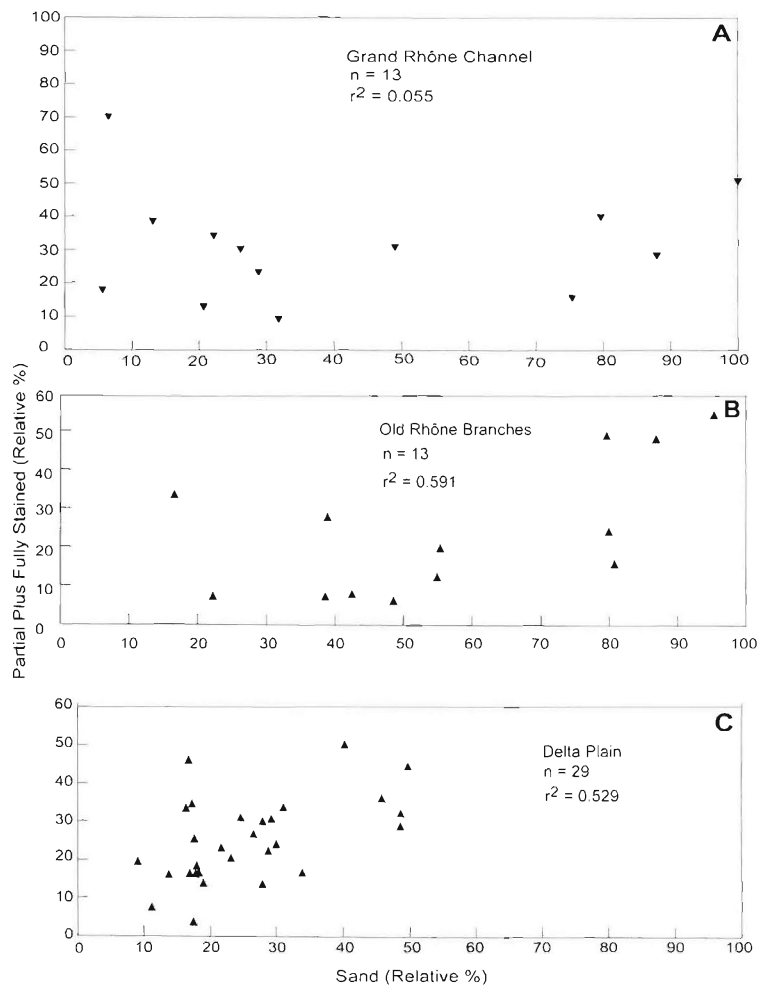 A
Grand Rhône Channel
n = 13
r² = 0.055
100
90
80
70
60
50
40
30
20
10
0
0 10 20 30 40 50 60 70 80 90 100
Partial Plus Fully Stained (Relative %)
B
Old Rhône Branches
n = 13
r² = 0.591
60
50
40
30
20
10
0
0 10 20 30 40 50 60 70 80 90 100
C
Delta Plain
n = 29
r² = 0.529
60
50
40
30
20
10
0
0 10 20 30 40 50 60 70 80 90 100
Sand (Relative %)